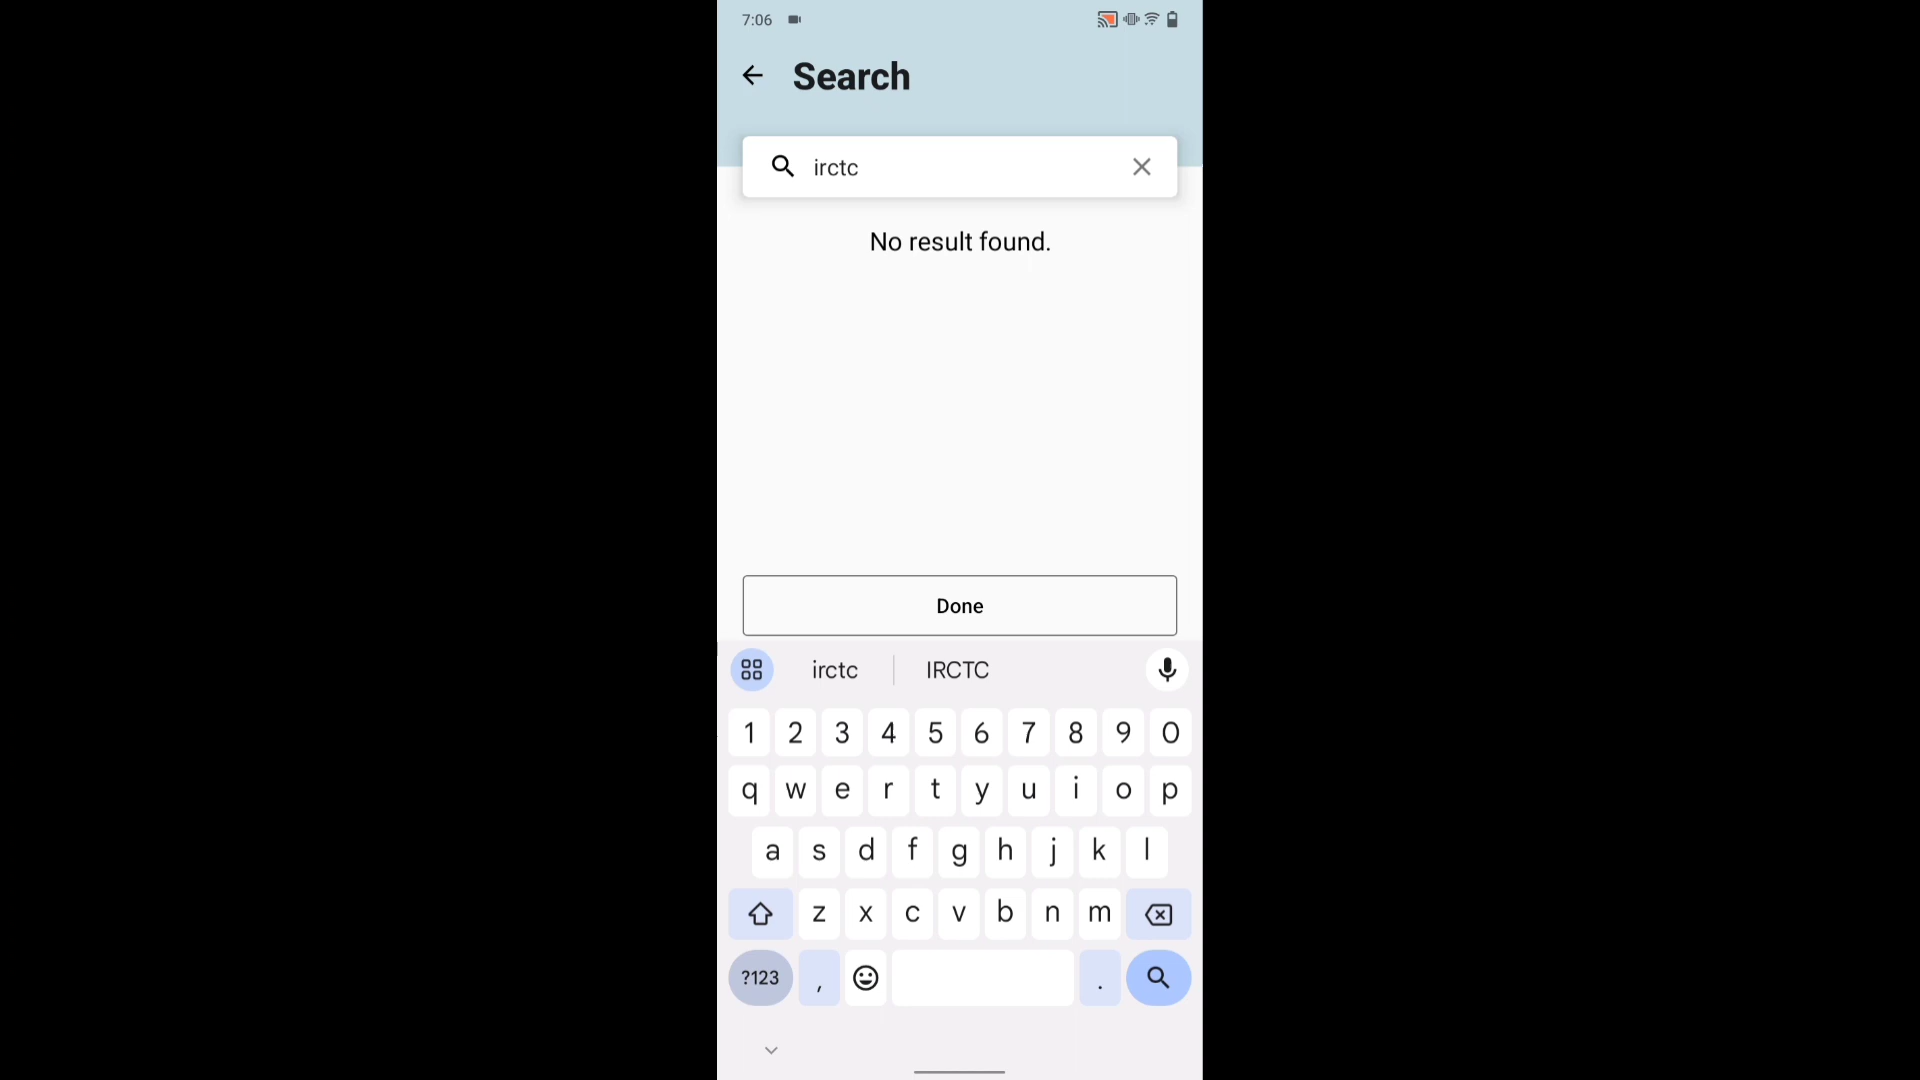 7:06
Search
irctc
No result found.
Done
irctc IRCTC
1 2 3 4 5 6 7 8 9 0
q w e r t y u i o p
a s d f g h j k l
z x c v b n m
?123 , .